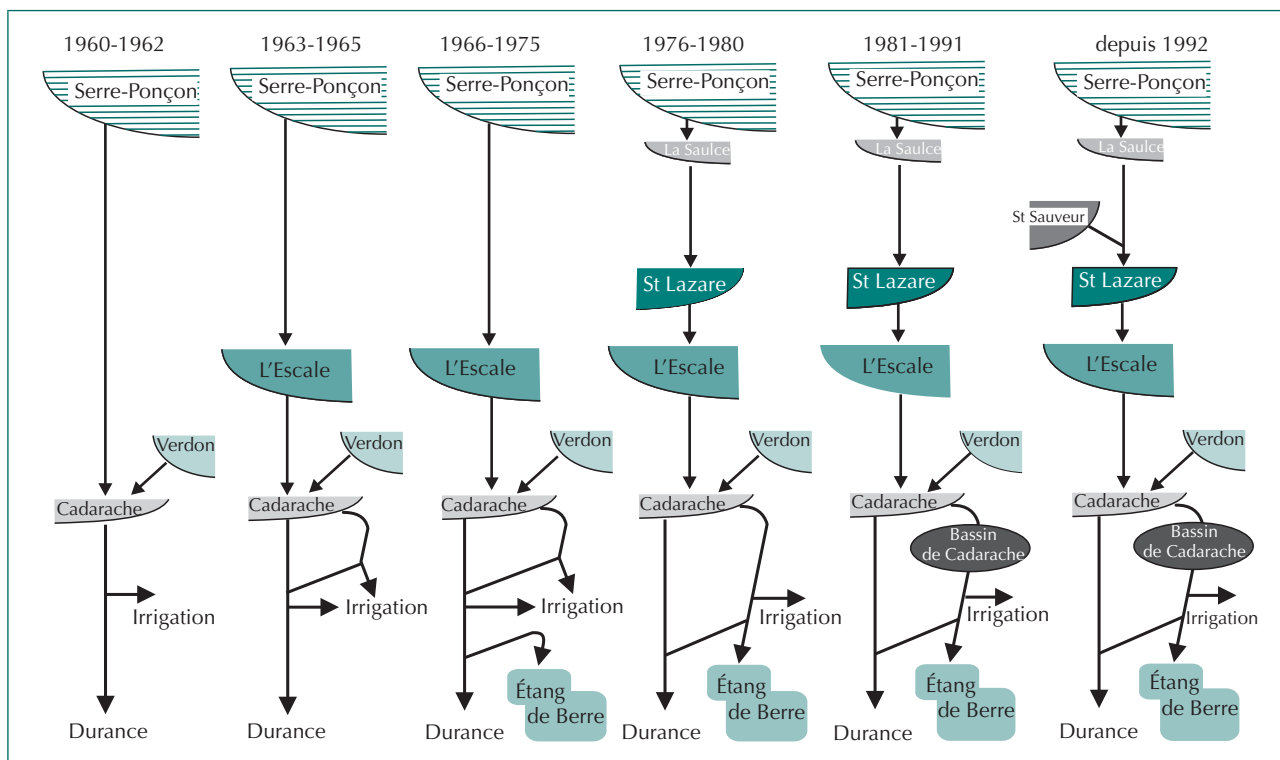 1960-1962
Serre-Ponçon
Verdon
Cadarache
Irrigation
Durance
1963-1965
Serre-Ponçon
L'Escale
Verdon
Cadarache
Irrigation
Durance
1966-1975
Serre-Ponçon
L'Escale
Verdon
Cadarache
Irrigation
Étang
de Berre
Durance
1976-1980
Serre-Ponçon
La Saulce
St Lazare
L'Escale
Verdon
Cadarache
Irrigation
Étang
de Berre
Durance
1981-1991
Serre-Ponçon
La Saulce
St Lazare
L'Escale
Verdon
Cadarache
Bassin
de Cadarache
Irrigation
Étang
de Berre
Durance
depuis 1992
Serre-Ponçon
La Saulce
St Sauveur
St Lazare
L'Escale
Verdon
Cadarache
Bassin
de Cadarache
Irrigation
Étang
de Berre
Durance